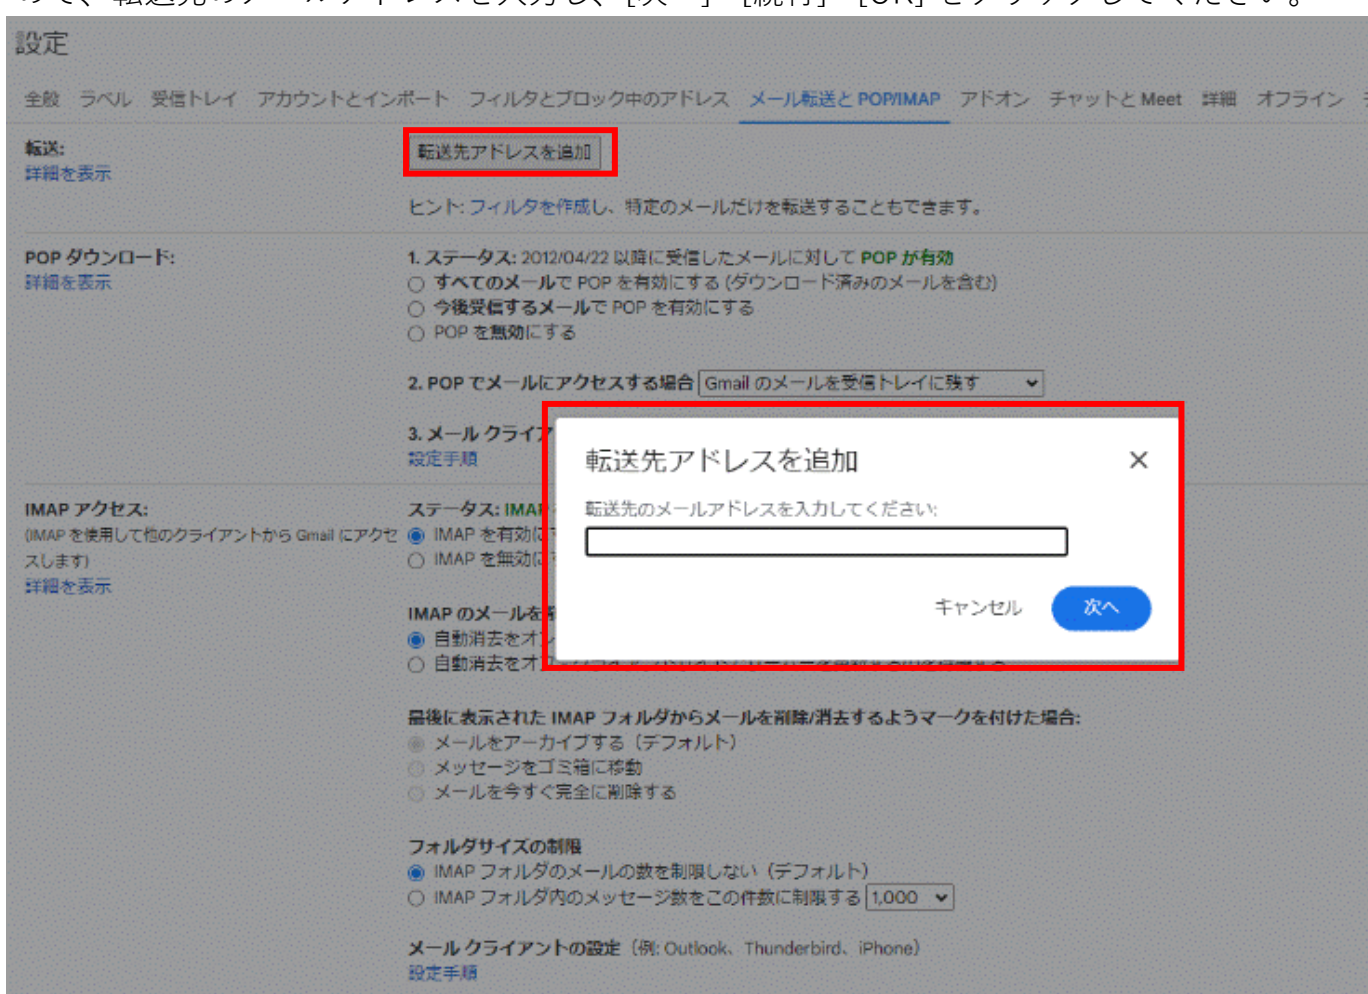 設定
全般 ラベル 受信トレイ アカウントとインポート フィルタとブロック中のアドレス メール転送と POP/IMAP アドオン チャットと Meet 詳細 オフライン
転送:
詳細を表示
転送先アドレスを追加
ヒント: フィルタを作成し、特定のメールだけを転送することもできます。
POP ダウンロード:
詳細を表示
1. ステータス: 2012/04/22 以降に受信したメールに対して POP が有効
すべてのメールで POP を有効にする (ダウンロード済みのメールを含む)
今後受信するメールで POP を有効にする
POP を無効にする
2. POP でメールにアクセスする場合 Gmail のメールを受信トレイに残す
3. メール クライア
設定手順
IMAP アクセス:
(IMAP を使用して他のクライアントから Gmail にアクセ
スします)
詳細を表示
ステータス: IMAP
IMAP を有効に
IMAP を無効に
転送先アドレスを追加
転送先のメールアドレスを入力してください:
キャンセル 次へ
IMAP のメールを
自動消去をオン
自動消去をオ
最後に表示された IMAP フォルダからメールを削除/消去するようマークを付けた場合:
メールをアーカイブする（デフォルト）
メッセージをゴミ箱に移動
メールを今すぐ完全に削除する
フォルダサイズの制限
IMAP フォルダのメールの数を制限しない（デフォルト）
IMAP フォルダ内のメッセージ数をこの件数に制限する 1,000
メール クライアントの設定（例: Outlook、Thunderbird、iPhone）
設定手順